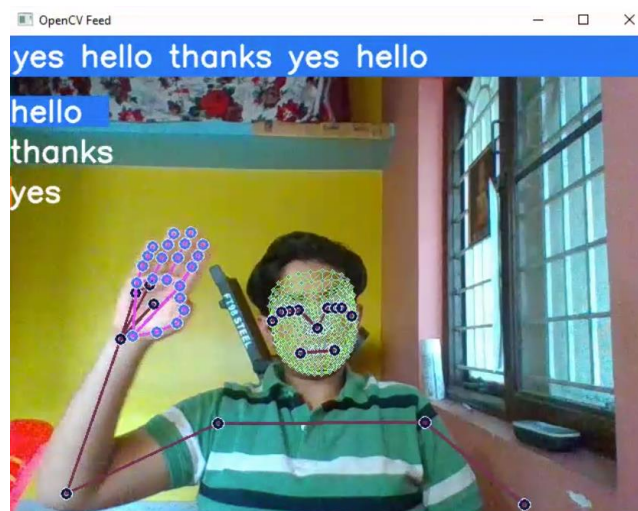 OpenCV Feed
yes hello thanks yes hello
hello
thanks
yes